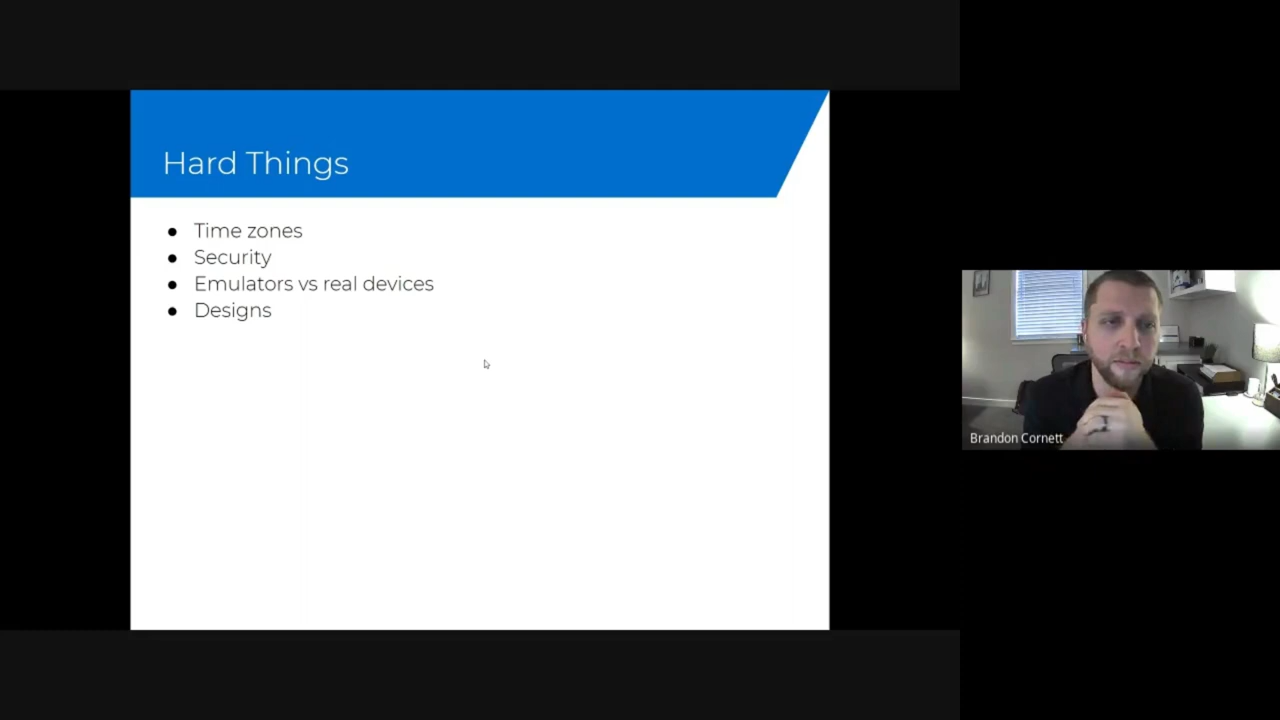 Hard Things
● Time zones
● Security
● Emulators vs real devices
● Designs
Brandon Cornett